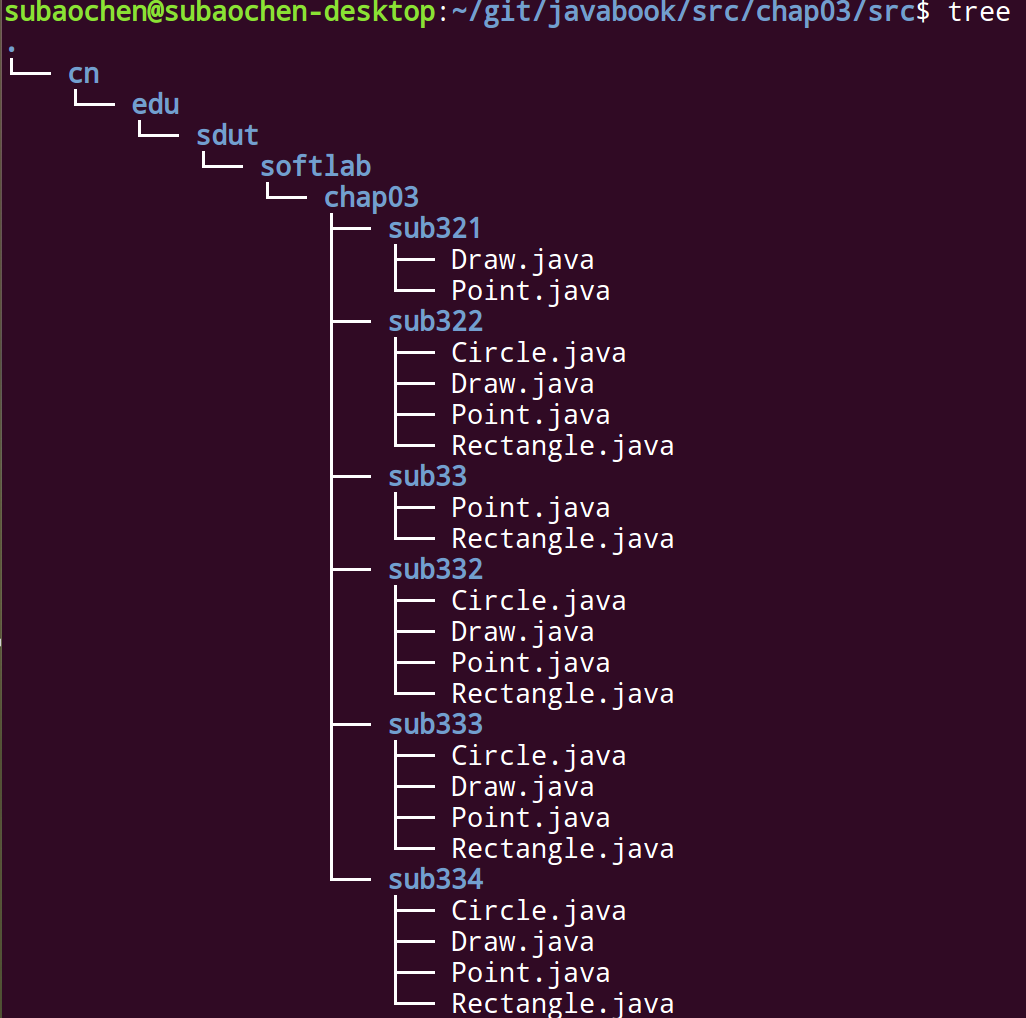 subaochen@subaochen-desktop:~/git/javabook/src/chap03/src$ tree
.
└── cn
    └── edu
        └── sdut
            └── softlab
                └── chap03
                    ├── sub321
                    │   ├── Draw.java
                    │   └── Point.java
                    ├── sub322
                    │   ├── Circle.java
                    │   ├── Draw.java
                    │   ├── Point.java
                    │   └── Rectangle.java
                    ├── sub33
                    │   ├── Point.java
                    │   └── Rectangle.java
                    ├── sub332
                    │   ├── Circle.java
                    │   ├── Draw.java
                    │   ├── Point.java
                    │   └── Rectangle.java
                    ├── sub333
                    │   ├── Circle.java
                    │   ├── Draw.java
                    │   ├── Point.java
                    │   └── Rectangle.java
                    └── sub334
                        ├── Circle.java
                        ├── Draw.java
                        ├── Point.java
                        └── Rectangle.java